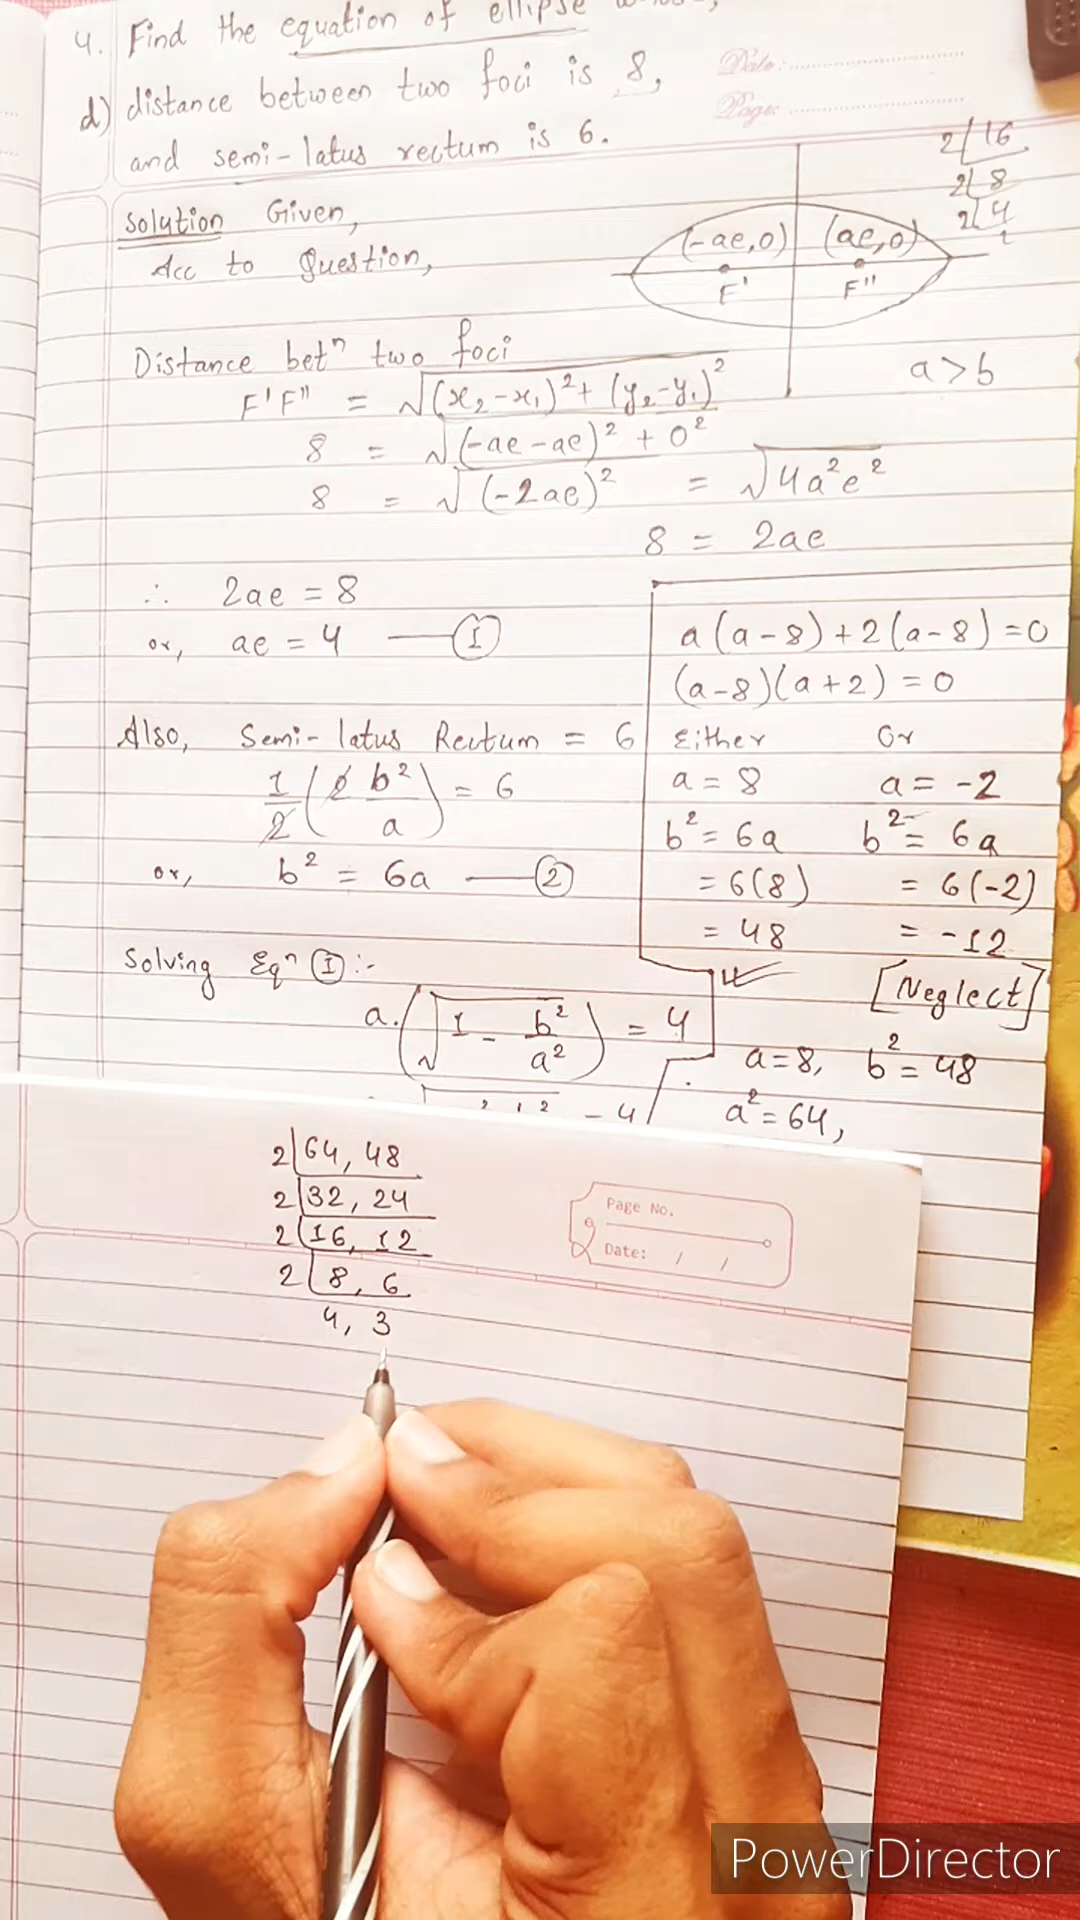 4. Find the equation of ellipse
d) distance between two foci is 8,
and semi-latus rectum is 6.
Date:
Page:
2 16
2 8
2 4
Solution Given,
Acc to Question,
(-ae,0) (ae,0)
F' F"
a>b
Distance betⁿ two foci
F'F" = √(x₂-x₁)²+ (y₂-y₁)²
8 = √(-ae-ae)² + 0²
8 = √(-2ae)² = √4a²e²
8 = 2ae
∴ 2ae = 8
or, ae = 4 — ①
Also, Semi-latus Rectum = 6
1/2 (2 b²/a) = 6
or, b² = 6a — ②
Solving Eqⁿ ① :-
a.(√1 - b²/a²) = 4
a(a-8)+2(a-8)=0
(a-8)(a+2)=0
Either Or
a = 8 a = -2
b² = 6a b² = 6a
= 6(8) = 6(-2)
= 48 = -12
[Neglect]
a=8, b² = 48
a² = 64,
2 64, 48
2 32, 24
2 16, 12
2 8, 6
4, 3
Page No.
Date: / /
PowerDirector